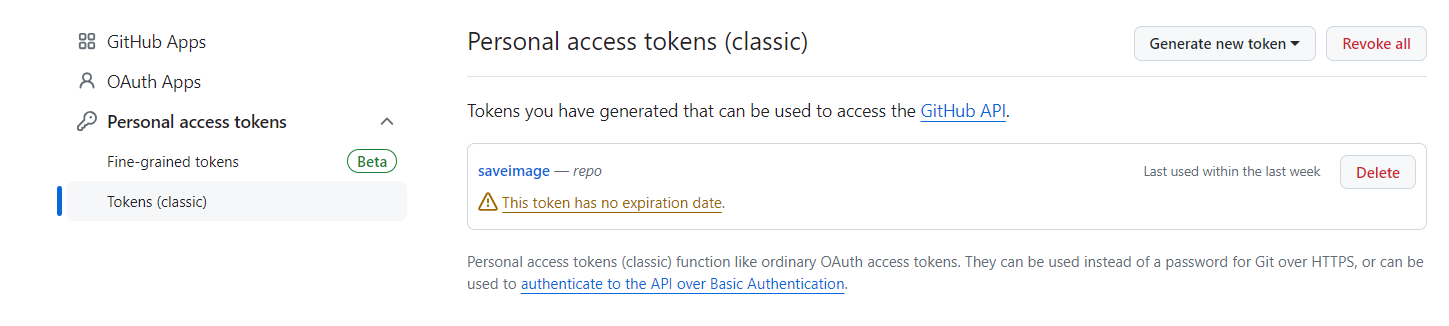 GitHub Apps
OAuth Apps
Personal access tokens
Fine-grained tokens Beta
Tokens (classic)
Personal access tokens (classic)
Generate new token Revoke all
Tokens you have generated that can be used to access the GitHub API.
saveimage — repo Last used within the last week Delete
This token has no expiration date.
Personal access tokens (classic) function like ordinary OAuth access tokens. They can be used instead of a password for Git over HTTPS, or can be
used to authenticate to the API over Basic Authentication.